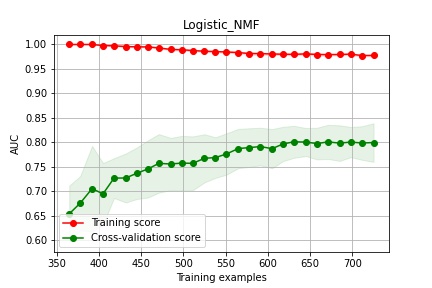 Logistic_NMF
AUC
1.00
0.95
0.90
0.85
0.80
0.75
0.70
0.65
0.60
Training score
Cross-validation score
350 400 450 500 550 600 650 700
Training examples